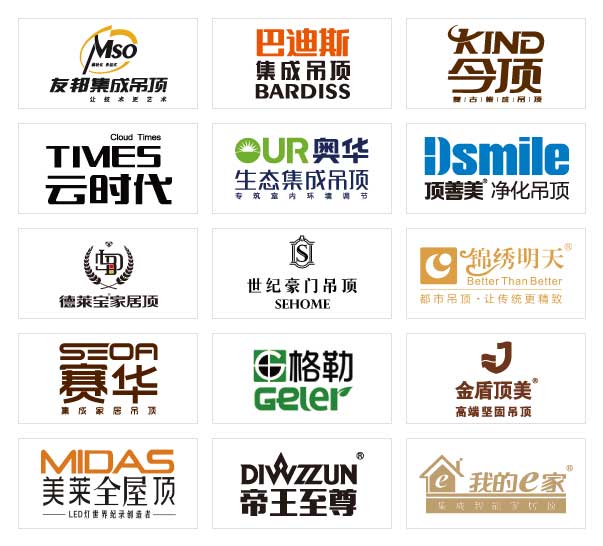 MSO
模块化 多层次
友邦集成吊顶
让技术更艺术
巴迪斯
集成吊顶
BARDISS
KIND
今顶
复古集成吊顶
Cloud Times
TIMES
云时代
OUR奥华
生态集成吊顶
专筑室内环境调节
Dsmile
顶善美® 净化吊顶
德莱宝家居顶
S
世纪豪门吊顶
SEHOME
锦绣明天®
Better Than Better
都市吊顶·让传统更精致
SEOA
赛华
集成家居吊顶
格勒
Geler
金盾顶美®
高端坚固吊顶
MIDAS
美莱全屋顶
LED灯世界纪录创造者
DIWZZUN®
帝王至尊
e 我的e家®
集成智能家居顶